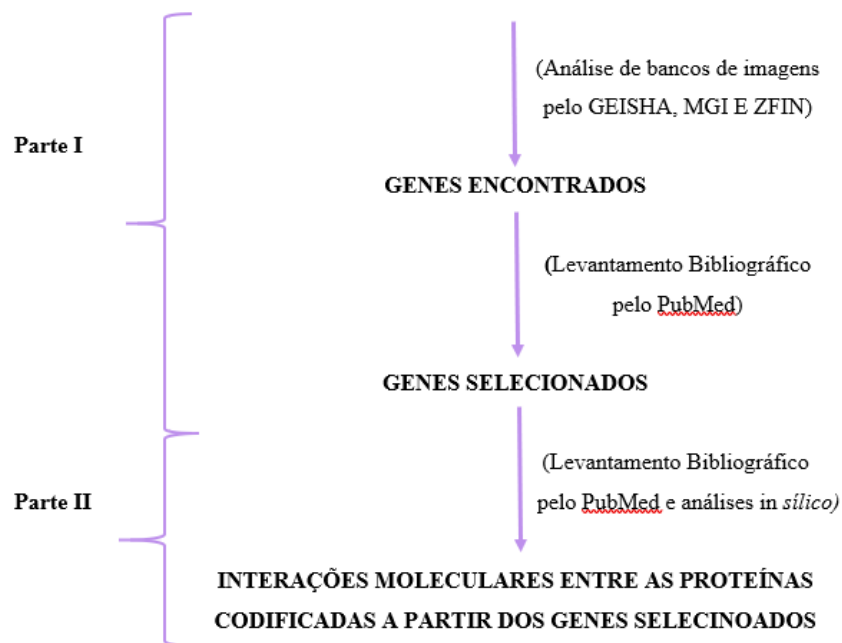 (Análise de bancos de imagens
pelo GEISHA, MGI E ZFIN)
Parte I
GENES ENCONTRADOS
(Levantamento Bibliográfico
pelo PubMed)
GENES SELECIONADOS
(Levantamento Bibliográfico
Parte II
pelo PubMed e análises in sílico)
INTERAÇÕES MOLECULARES ENTRE AS PROTEÍNAS
CODIFICADAS A PARTIR DOS GENES SELECINOADOS